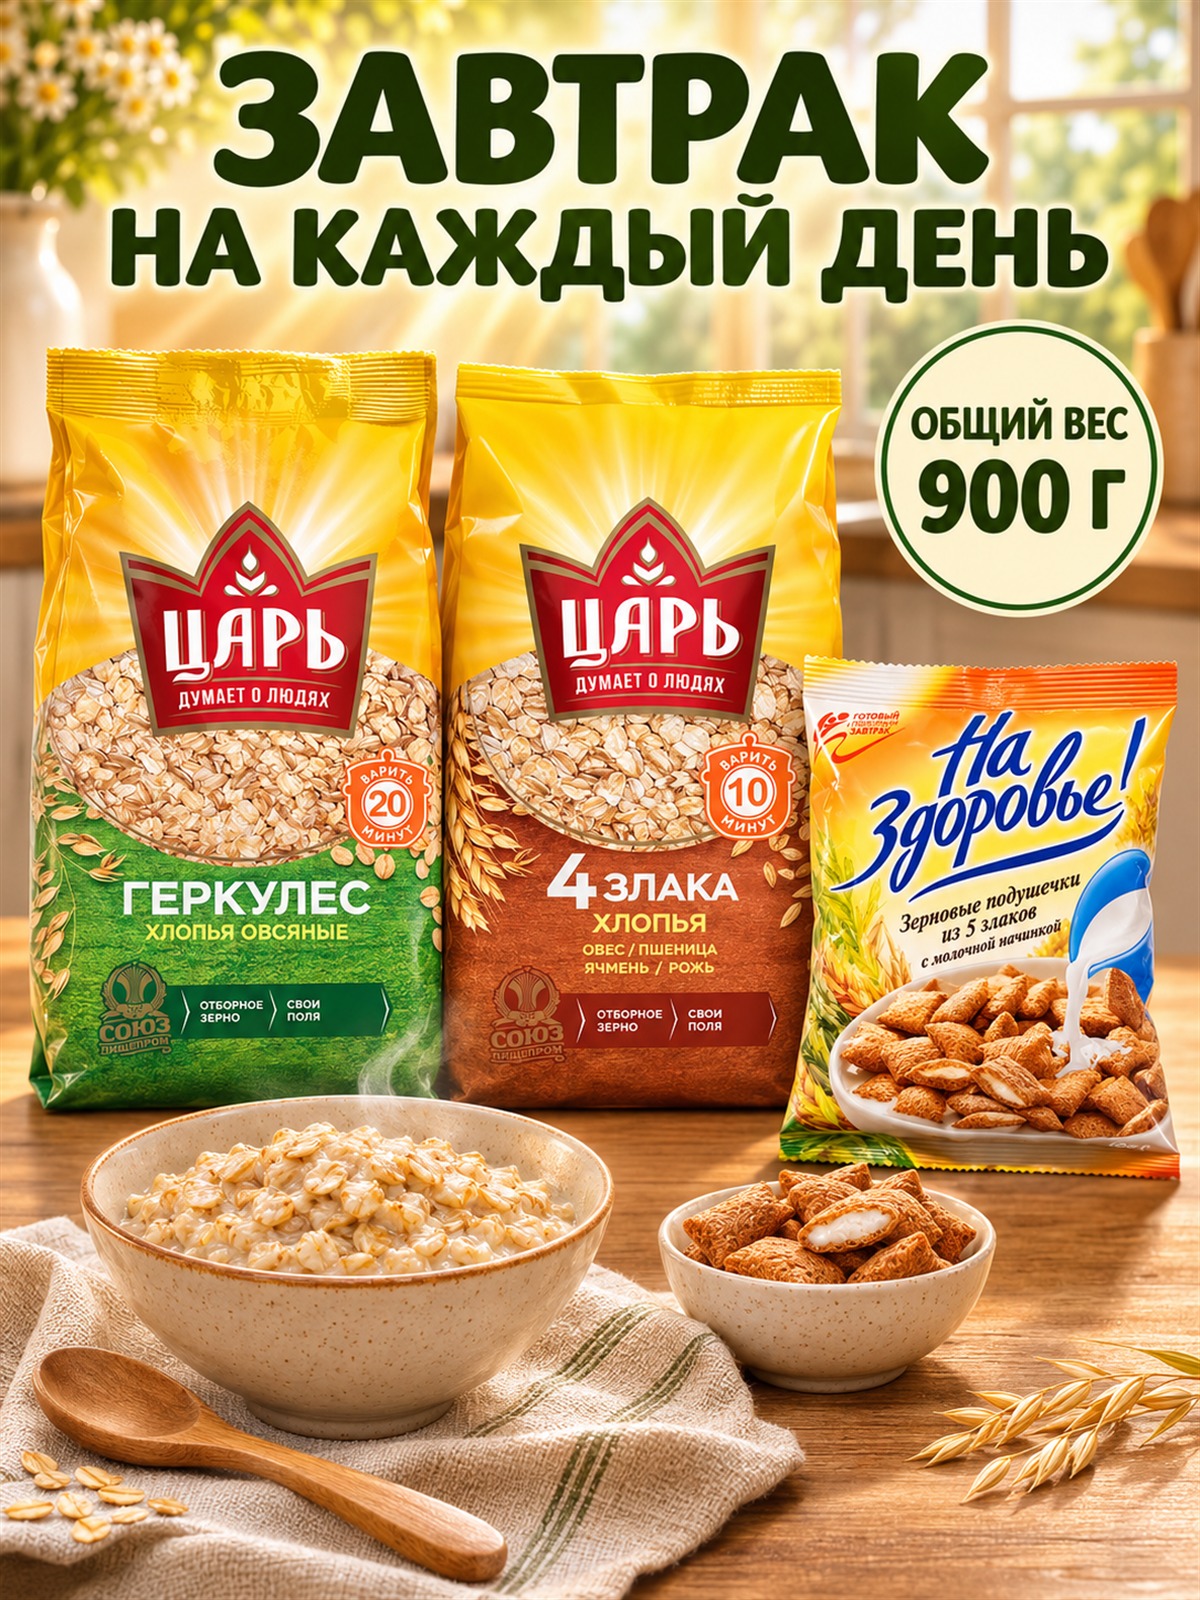 ЗАВТРАК
НА КАЖДЫЙ ДЕНЬ
ОБЩИЙ ВЕС
900 Г
ЦАРЬ
ДУМАЕТ О ЛЮДЯХ
ВАРИТЬ
20
МИНУТ
ГЕРКУЛЕС
ХЛОПЬЯ ОВСЯНЫЕ
СОЮЗ
ПИЩЕПРОМ
ОТБОРНОЕ
ЗЕРНО
СВОИ
ПОЛЯ
ЦАРЬ
ДУМАЕТ О ЛЮДЯХ
ВАРИТЬ
10
МИНУТ
4 ЗЛАКА
ХЛОПЬЯ
ОВЕС / ПШЕНИЦА
ЯЧМЕНЬ / РОЖЬ
СОЮЗ
ПИЩЕПРОМ
ОТБОРНОЕ
ЗЕРНО
СВОИ
ПОЛЯ
ГОТОВЫЙ
ЗАВТРАК
На
Здоровье!
Зерновые подушечки
из 5 злаков
с молочной начинкой